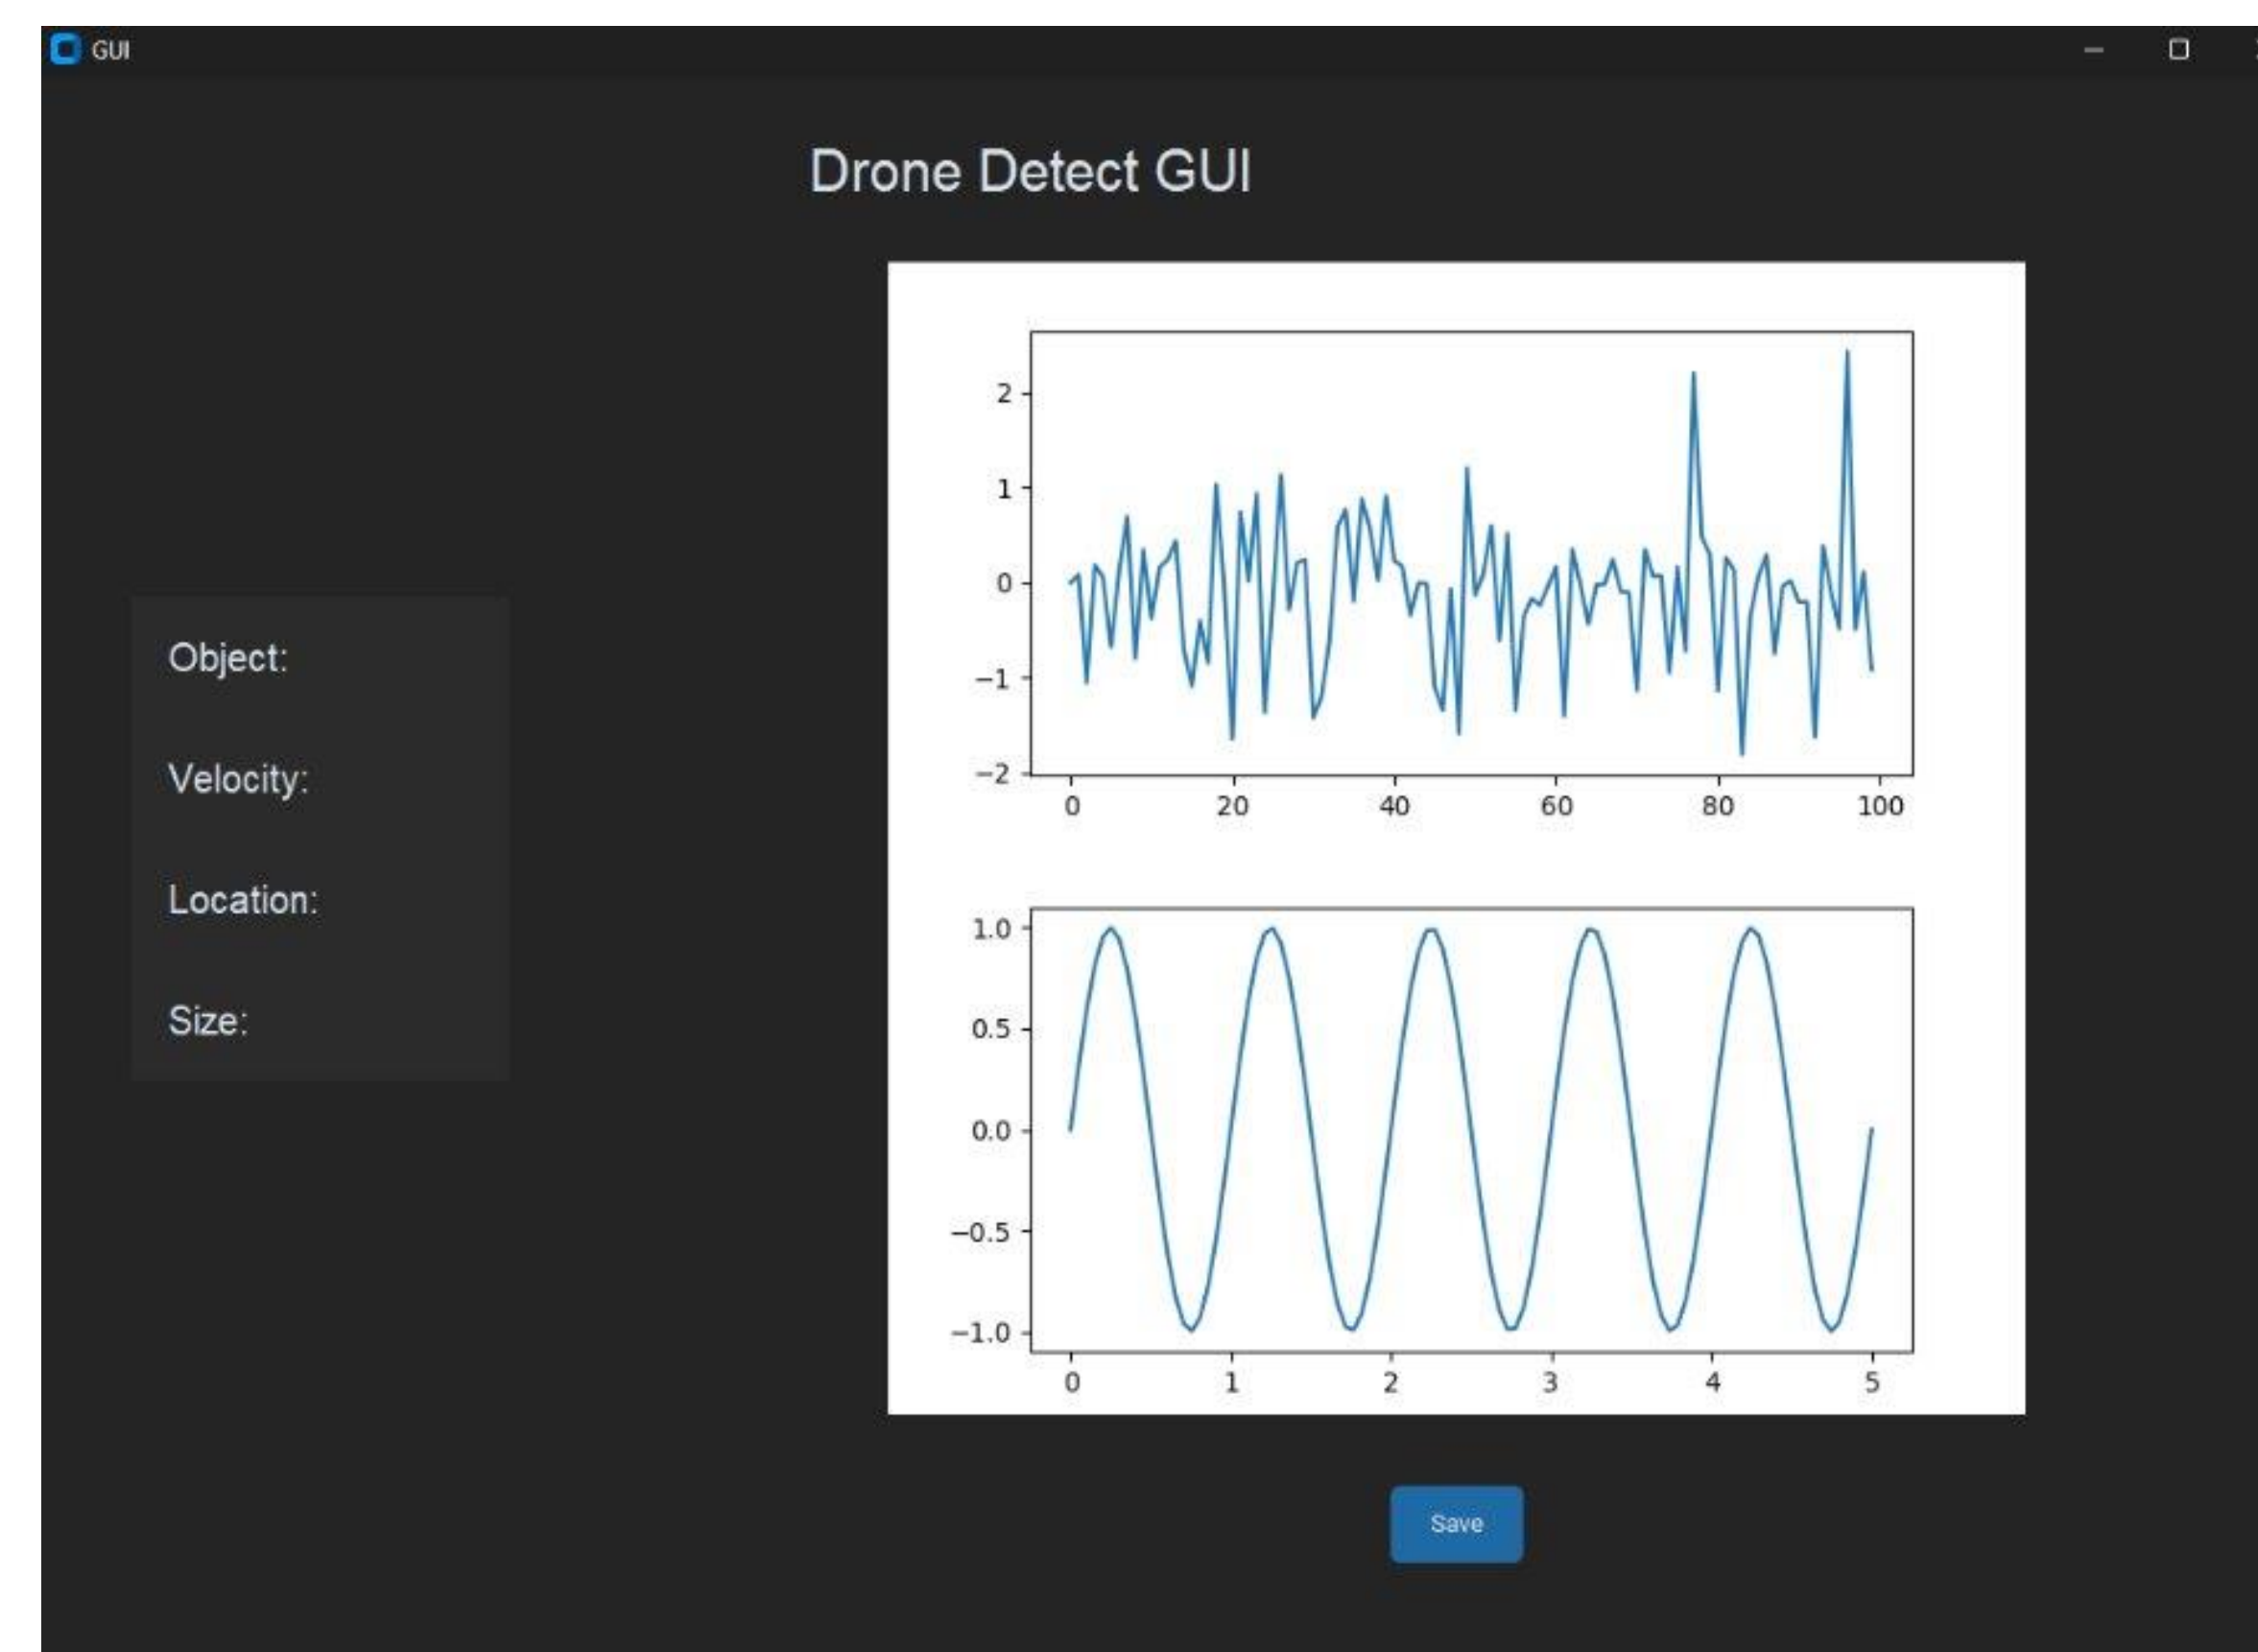 GUI
Drone Detect GUI
Object:
Velocity:
Location:
Size:
2
1
0
−1
−2
0 20 40 60 80 100
1.0
0.5
0.0
−0.5
−1.0
0 1 2 3 4 5
Save